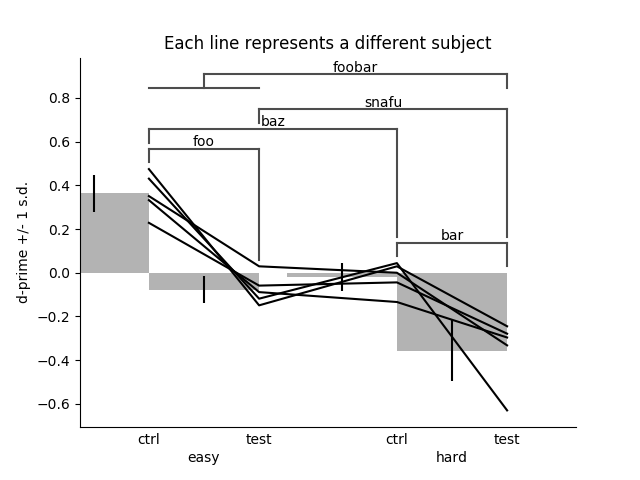 Each line represents a different subject
foobar
snafu
baz
foo
bar
d-prime +/- 1 s.d.
0.8
0.6
0.4
0.2
0.0
−0.2
−0.4
−0.6
ctrl test ctrl test
easy hard